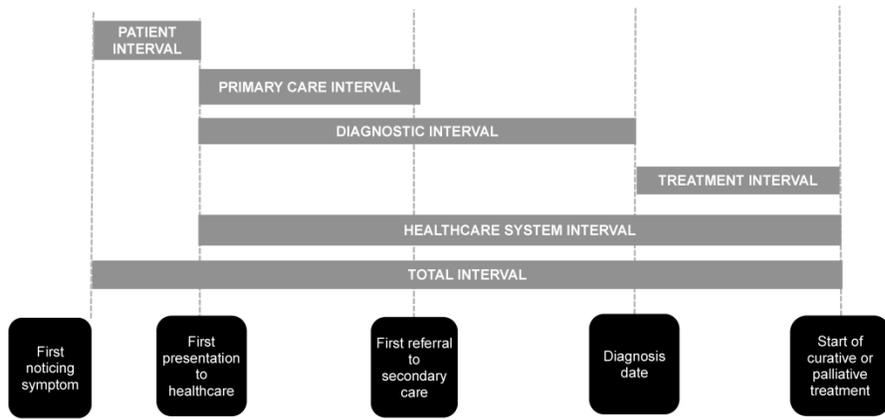 PATIENT
INTERVAL
PRIMARY CARE INTERVAL
DIAGNOSTIC INTERVAL
TREATMENT INTERVAL
HEALTHCARE SYSTEM INTERVAL
TOTAL INTERVAL
First
noticing
symptom
First
presentation
to
healthcare
First referral
to
secondary
care
Diagnosis
date
Start of
curative or
palliative
treatment